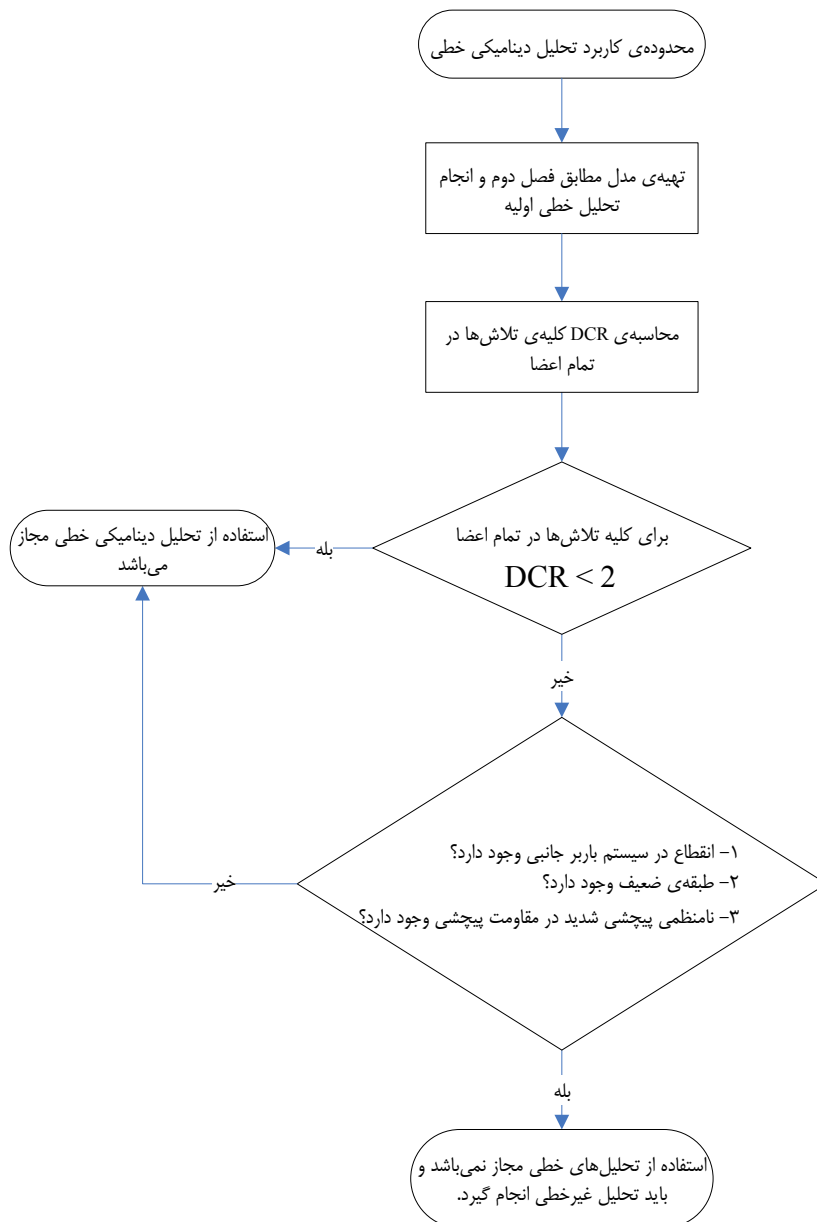 محدوده‌ی کاربرد تحلیل دینامیکی خطی
تهیه‌ی مدل مطابق فصل دوم و انجام
تحلیل خطی اولیه
محاسبه‌ی DCR کلیه‌ی تلاش‌ها در
تمام اعضا
برای کلیه تلاش‌ها در تمام اعضا
DCR < 2
بله
استفاده از تحلیل دینامیکی خطی مجاز
می‌باشد
خیر
۱- انقطاع در سیستم باربر جانبی وجود دارد؟
۲- طبقه‌ی ضعیف وجود دارد؟
۳- نامنظمی پیچشی شدید در مقاومت پیچشی وجود دارد؟
خیر
بله
استفاده از تحلیل‌های خطی مجاز نمی‌باشد و
باید تحلیل غیرخطی انجام گیرد.